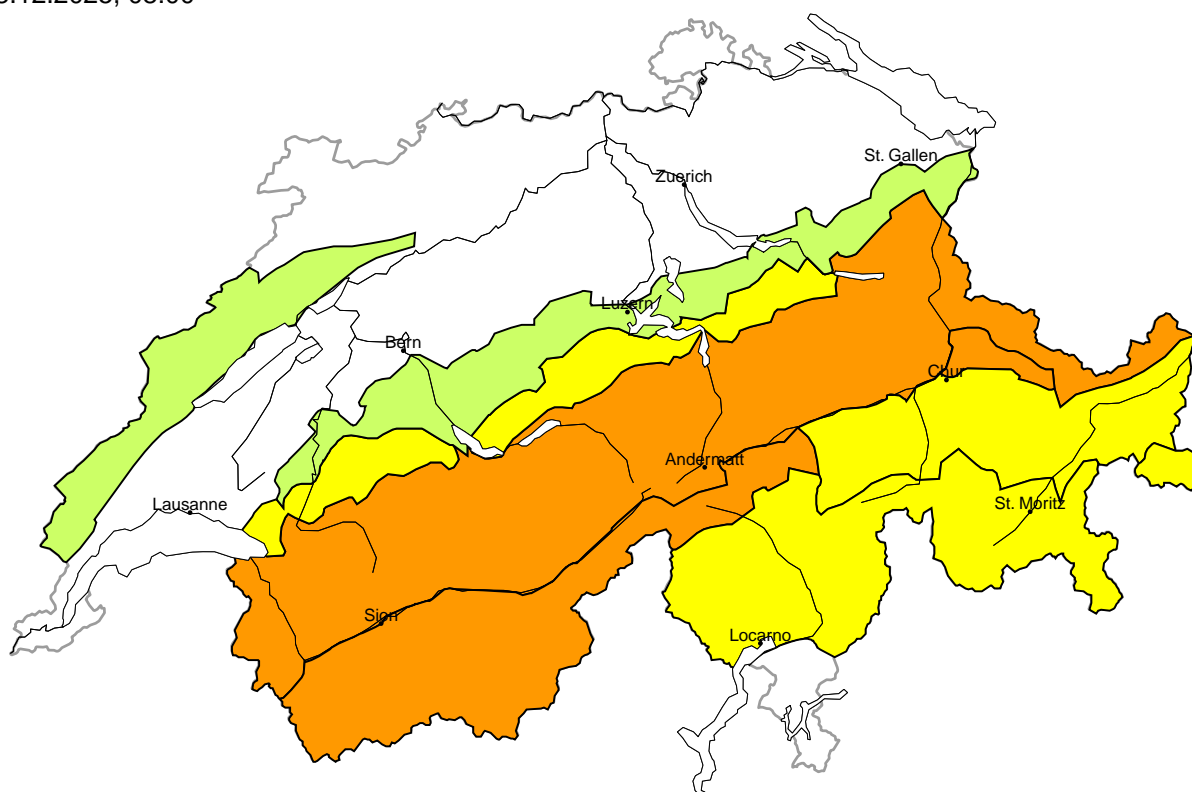 St. Gallen
Zuerich
Luzern
Bern
Chur
Andermatt
Lausanne
St. Moritz
Sion
Locarno